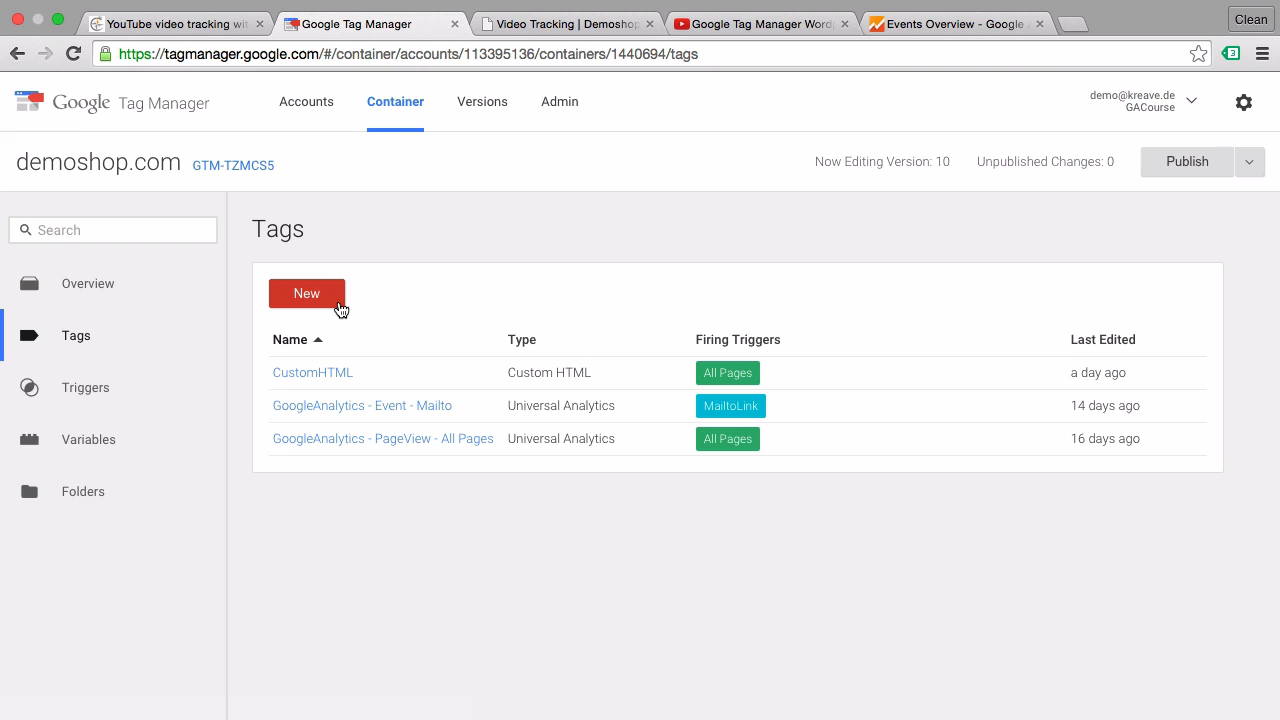 YouTube video tracking wit
Google Tag Manager
Video Tracking | Demoshop
Google Tag Manager Word
Events Overview - Google A
Clean
https://tagmanager.google.com/#/container/accounts/113395136/containers/1440694/tags
3
Google Tag Manager
Accounts
Container
Versions
Admin
demo@kreave.de
GACourse
demoshop.com GTM-TZMCS5
Now Editing Version: 10
Unpublished Changes: 0
Publish
Search
Overview
Tags
Triggers
Variables
Folders
Tags
New
Name Type Firing Triggers Last Edited
CustomHTML Custom HTML All Pages a day ago
GoogleAnalytics - Event - Mailto Universal Analytics MailtoLink 14 days ago
GoogleAnalytics - PageView - All Pages Universal Analytics All Pages 16 days ago